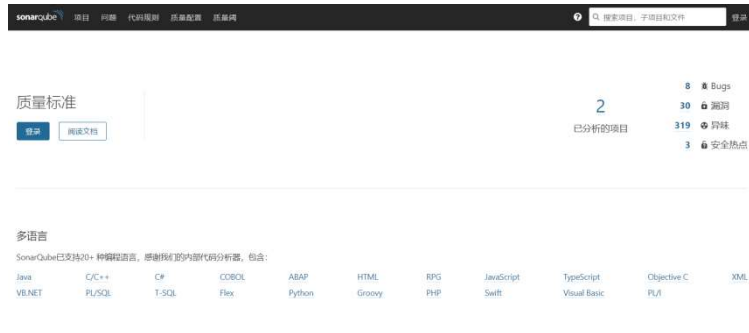 sonarqube 项目 问题 代码规则 质量配置 质量阈 搜索项目、子项目和文件 登录
质量标准
登录 阅读文档
2
已分析的项目
8 Bugs
30 漏洞
319 异味
3 安全热点
多语言
SonarQube已支持20+ 种编程语言，感谢我们的内部代码分析器，包含：
Java C/C++ C# COBOL ABAP HTML RPG JavaScript TypeScript Objective C XML
VB.NET PL/SQL T-SQL Flex Python Groovy PHP Swift Visual Basic PL/I